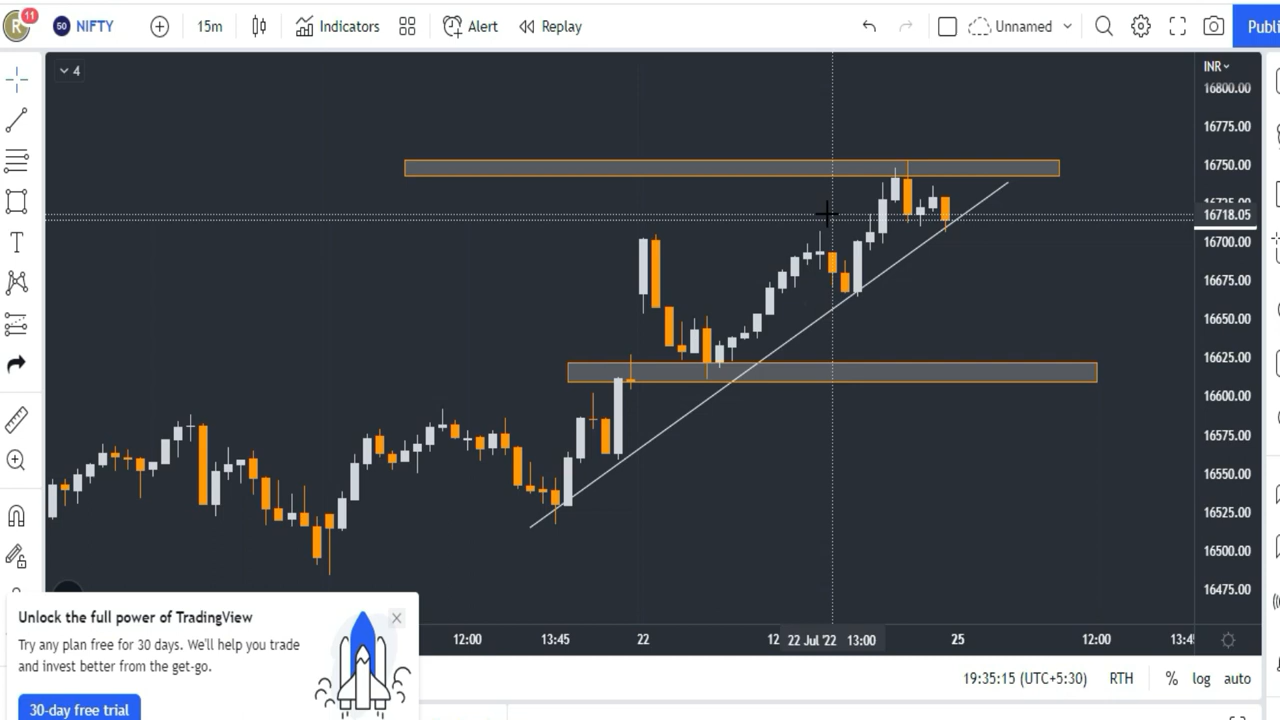 R 11 50 NIFTY 15m Indicators Alert Replay Unnamed Publi
4
INR
16800.00
16775.00
16750.00
16718.05
16700.00
16675.00
16650.00
16625.00
16600.00
16575.00
16550.00
16525.00
16500.00
16475.00
12:00 13:45 22 12 22 Jul '22 13:00 25 12:00 13:45
19:35:15 (UTC+5:30) RTH % log auto
Unlock the full power of TradingView
Try any plan free for 30 days. We'll help you trade
and invest better from the get-go.
30-day free trial